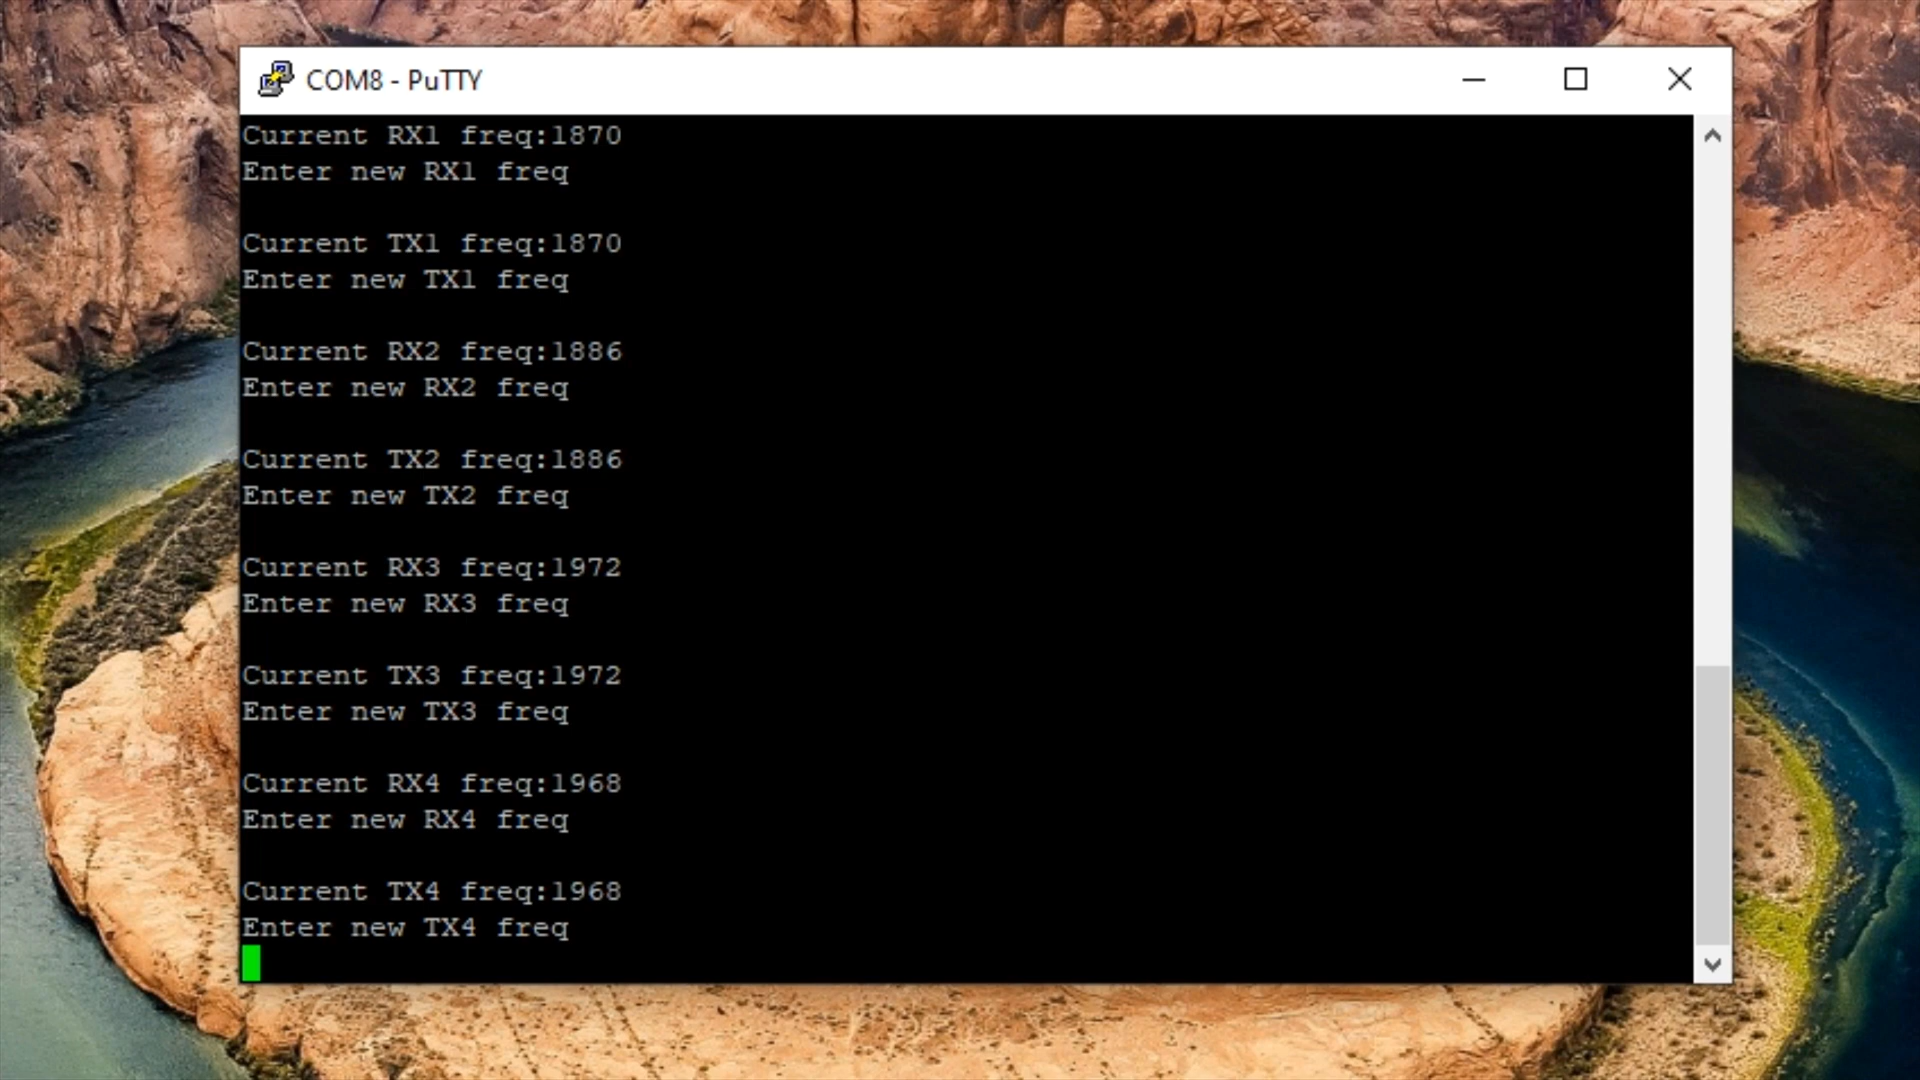 COM8 - PuTTY
Current RX1 freq:1870
Enter new RX1 freq
Current TX1 freq:1870
Enter new TX1 freq
Current RX2 freq:1886
Enter new RX2 freq
Current TX2 freq:1886
Enter new TX2 freq
Current RX3 freq:1972
Enter new RX3 freq
Current TX3 freq:1972
Enter new TX3 freq
Current RX4 freq:1968
Enter new RX4 freq
Current TX4 freq:1968
Enter new TX4 freq